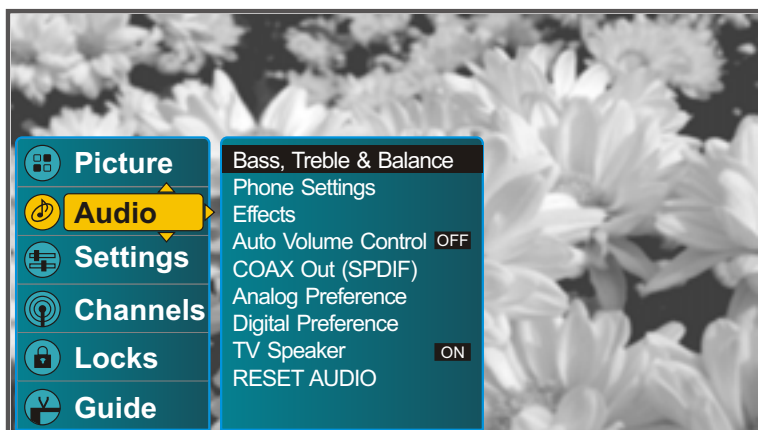 Picture
Audio
Settings
Channels
Locks
Guide
Bass, Treble & Balance
Phone Settings
Effects
Auto Volume Control OFF
COAX Out (SPDIF)
Analog Preference
Digital Preference
TV Speaker ON
RESET AUDIO